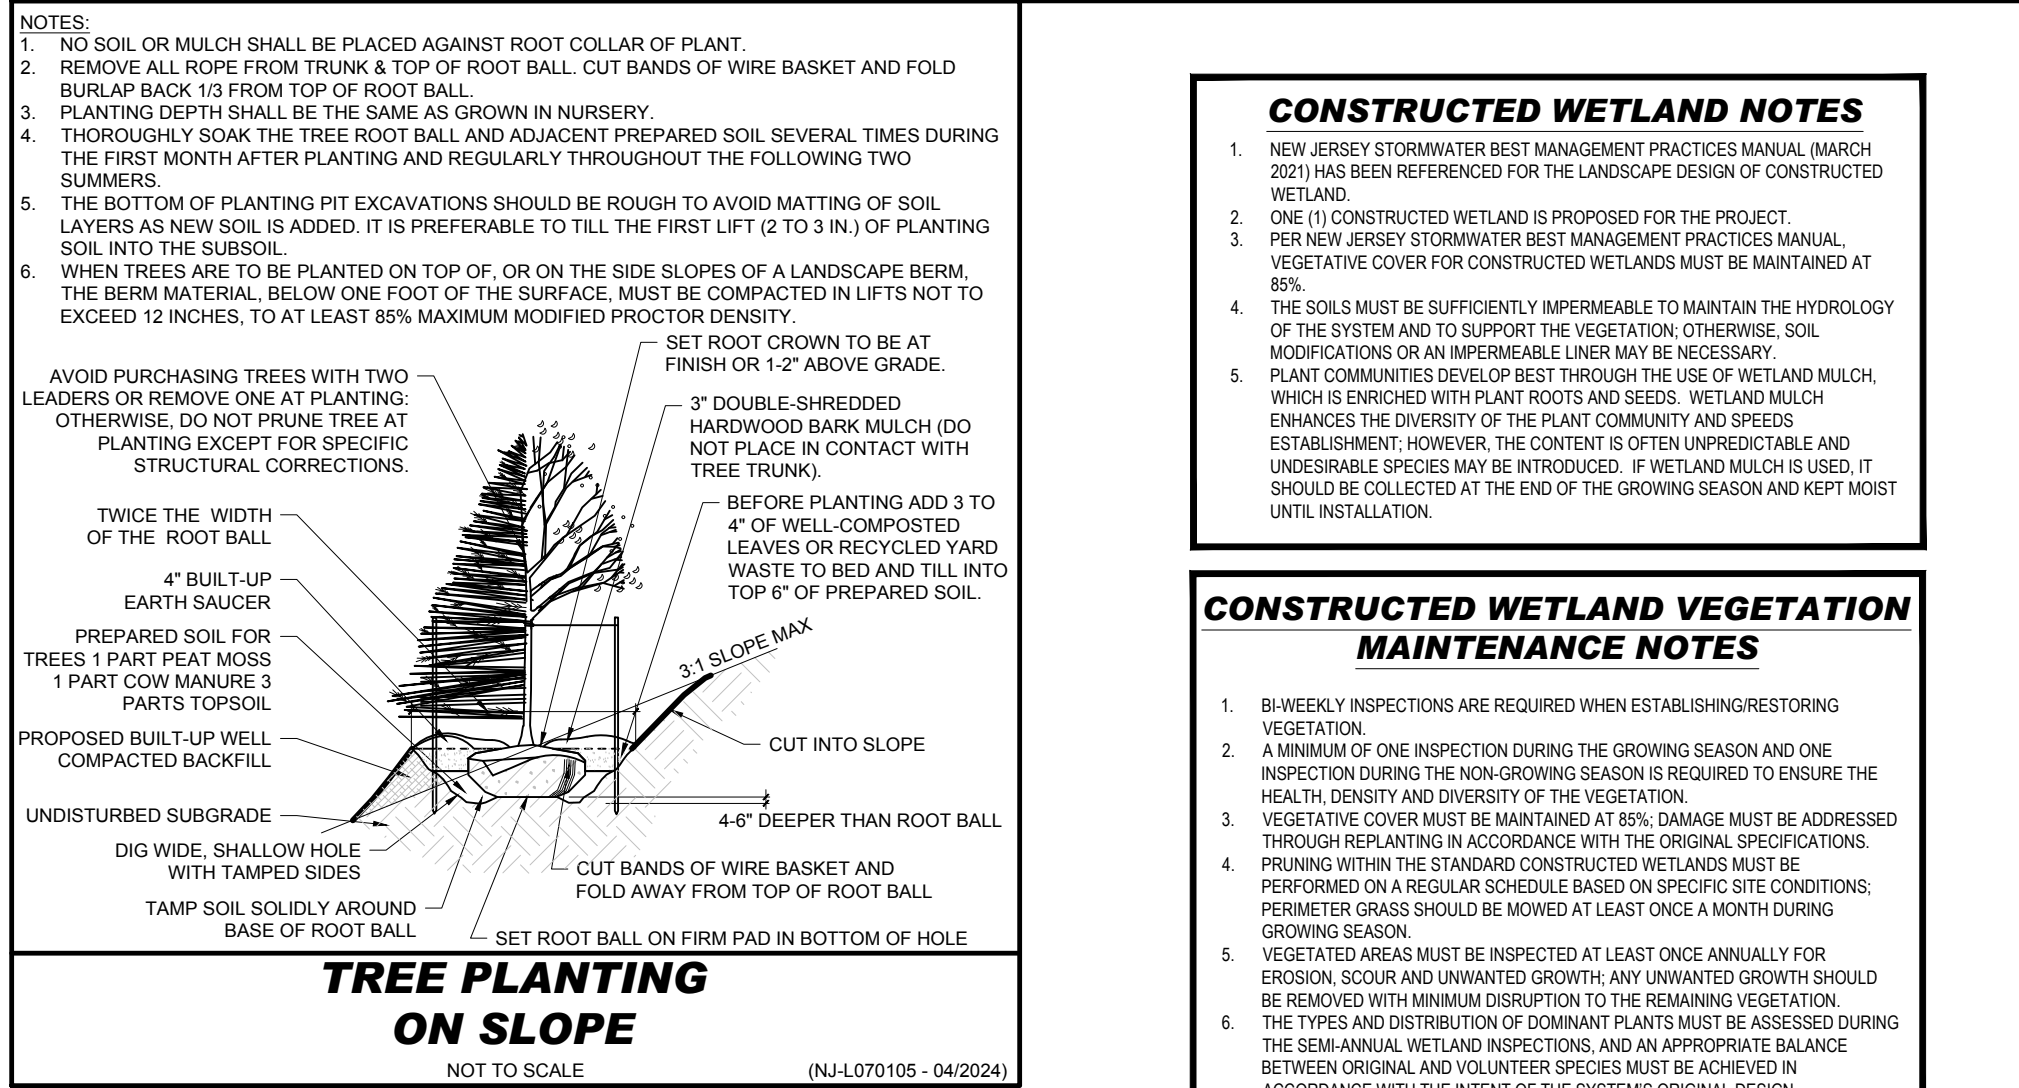 NOTES:
1. NO SOIL OR MULCH SHALL BE PLACED AGAINST ROOT COLLAR OF PLANT.
2. REMOVE ALL ROPE FROM TRUNK & TOP OF ROOT BALL. CUT BANDS OF WIRE BASKET AND FOLD
BURLAP BACK 1/3 FROM TOP OF ROOT BALL.
3. PLANTING DEPTH SHALL BE THE SAME AS GROWN IN NURSERY.
4. THOROUGHLY SOAK THE TREE ROOT BALL AND ADJACENT PREPARED SOIL SEVERAL TIMES DURING
THE FIRST MONTH AFTER PLANTING AND REGULARLY THROUGHOUT THE FOLLOWING TWO
SUMMERS.
5. THE BOTTOM OF PLANTING PIT EXCAVATIONS SHOULD BE ROUGH TO AVOID MATTING OF SOIL
LAYERS AS NEW SOIL IS ADDED. IT IS PREFERABLE TO TILL THE FIRST LIFT (2 TO 3 IN.) OF PLANTING
SOIL INTO THE SUBSOIL.
6. WHEN TREES ARE TO BE PLANTED ON TOP OF, OR ON THE SIDE SLOPES OF A LANDSCAPE BERM,
THE BERM MATERIAL, BELOW ONE FOOT OF THE SURFACE, MUST BE COMPACTED IN LIFTS NOT TO
EXCEED 12 INCHES, TO AT LEAST 85% MAXIMUM MODIFIED PROCTOR DENSITY.
AVOID PURCHASING TREES WITH TWO
LEADERS OR REMOVE ONE AT PLANTING:
OTHERWISE, DO NOT PRUNE TREE AT
PLANTING EXCEPT FOR SPECIFIC
STRUCTURAL CORRECTIONS.
TWICE THE WIDTH
OF THE ROOT BALL
4" BUILT-UP
EARTH SAUCER
PREPARED SOIL FOR
TREES 1 PART PEAT MOSS
1 PART COW MANURE 3
PARTS TOPSOIL
PROPOSED BUILT-UP WELL
COMPACTED BACKFILL
UNDISTURBED SUBGRADE
DIG WIDE, SHALLOW HOLE
WITH TAMPED SIDES
TAMP SOIL SOLIDLY AROUND
BASE OF ROOT BALL
SET ROOT CROWN TO BE AT
FINISH OR 1-2" ABOVE GRADE.
3" DOUBLE-SHREDDED
HARDWOOD BARK MULCH (DO
NOT PLACE IN CONTACT WITH
TREE TRUNK).
BEFORE PLANTING ADD 3 TO
4" OF WELL-COMPOSTED
LEAVES OR RECYCLED YARD
WASTE TO BED AND TILL INTO
TOP 6" OF PREPARED SOIL.
3:1 SLOPE MAX
CUT INTO SLOPE
4-6" DEEPER THAN ROOT BALL
CUT BANDS OF WIRE BASKET AND
FOLD AWAY FROM TOP OF ROOT BALL
SET ROOT BALL ON FIRM PAD IN BOTTOM OF HOLE
TREE PLANTING
ON SLOPE
NOT TO SCALE
(NJ-L070105 - 04/2024)
CONSTRUCTED WETLAND NOTES
1. NEW JERSEY STORMWATER BEST MANAGEMENT PRACTICES MANUAL (MARCH
2021) HAS BEEN REFERENCED FOR THE LANDSCAPE DESIGN OF CONSTRUCTED
WETLAND.
2. ONE (1) CONSTRUCTED WETLAND IS PROPOSED FOR THE PROJECT.
3. PER NEW JERSEY STORMWATER BEST MANAGEMENT PRACTICES MANUAL,
VEGETATIVE COVER FOR CONSTRUCTED WETLANDS MUST BE MAINTAINED AT
85%.
4. THE SOILS MUST BE SUFFICIENTLY IMPERMEABLE TO MAINTAIN THE HYDROLOGY
OF THE SYSTEM AND TO SUPPORT THE VEGETATION; OTHERWISE, SOIL
MODIFICATIONS OR AN IMPERMEABLE LINER MAY BE NECESSARY.
5. PLANT COMMUNITIES DEVELOP BEST THROUGH THE USE OF WETLAND MULCH,
WHICH IS ENRICHED WITH PLANT ROOTS AND SEEDS. WETLAND MULCH
ENHANCES THE DIVERSITY OF THE PLANT COMMUNITY AND SPEEDS
ESTABLISHMENT; HOWEVER, THE CONTENT IS OFTEN UNPREDICTABLE AND
UNDESIRABLE SPECIES MAY BE INTRODUCED. IF WETLAND MULCH IS USED, IT
SHOULD BE COLLECTED AT THE END OF THE GROWING SEASON AND KEPT MOIST
UNTIL INSTALLATION.
CONSTRUCTED WETLAND VEGETATION
MAINTENANCE NOTES
1. BI-WEEKLY INSPECTIONS ARE REQUIRED WHEN ESTABLISHING/RESTORING
VEGETATION.
2. A MINIMUM OF ONE INSPECTION DURING THE GROWING SEASON AND ONE
INSPECTION DURING THE NON-GROWING SEASON IS REQUIRED TO ENSURE THE
HEALTH, DENSITY AND DIVERSITY OF THE VEGETATION.
3. VEGETATIVE COVER MUST BE MAINTAINED AT 85%; DAMAGE MUST BE ADDRESSED
THROUGH REPLANTING IN ACCORDANCE WITH THE ORIGINAL SPECIFICATIONS.
4. PRUNING WITHIN THE STANDARD CONSTRUCTED WETLANDS MUST BE
PERFORMED ON A REGULAR SCHEDULE BASED ON SPECIFIC SITE CONDITIONS;
PERIMETER GRASS SHOULD BE MOWED AT LEAST ONCE A MONTH DURING
GROWING SEASON.
5. VEGETATED AREAS MUST BE INSPECTED AT LEAST ONCE ANNUALLY FOR
EROSION, SCOUR AND UNWANTED GROWTH; ANY UNWANTED GROWTH SHOULD
BE REMOVED WITH MINIMUM DISRUPTION TO THE REMAINING VEGETATION.
6. THE TYPES AND DISTRIBUTION OF DOMINANT PLANTS MUST BE ASSESSED DURING
THE SEMI-ANNUAL WETLAND INSPECTIONS, AND AN APPROPRIATE BALANCE
BETWEEN ORIGINAL AND VOLUNTEER SPECIES MUST BE ACHIEVED IN
ACCORDANCE WITH THE INTENT OF THE SYSTEM'S ORIGINAL DESIGN